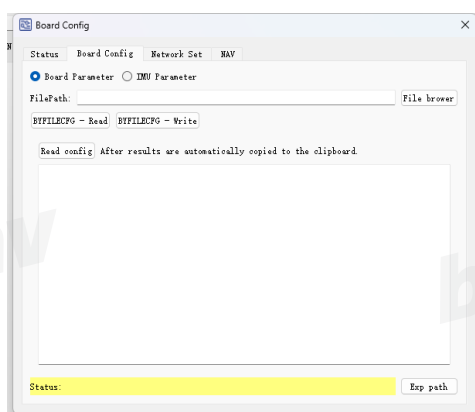 Board Config
Status Board Config Network Set NAV
Board Parameter IMU Parameter
FilePath: File brower
BYFILECFG - Read BYFILECFG - Write
Read config After results are automatically copied to the clipboard.
Status: Exp path